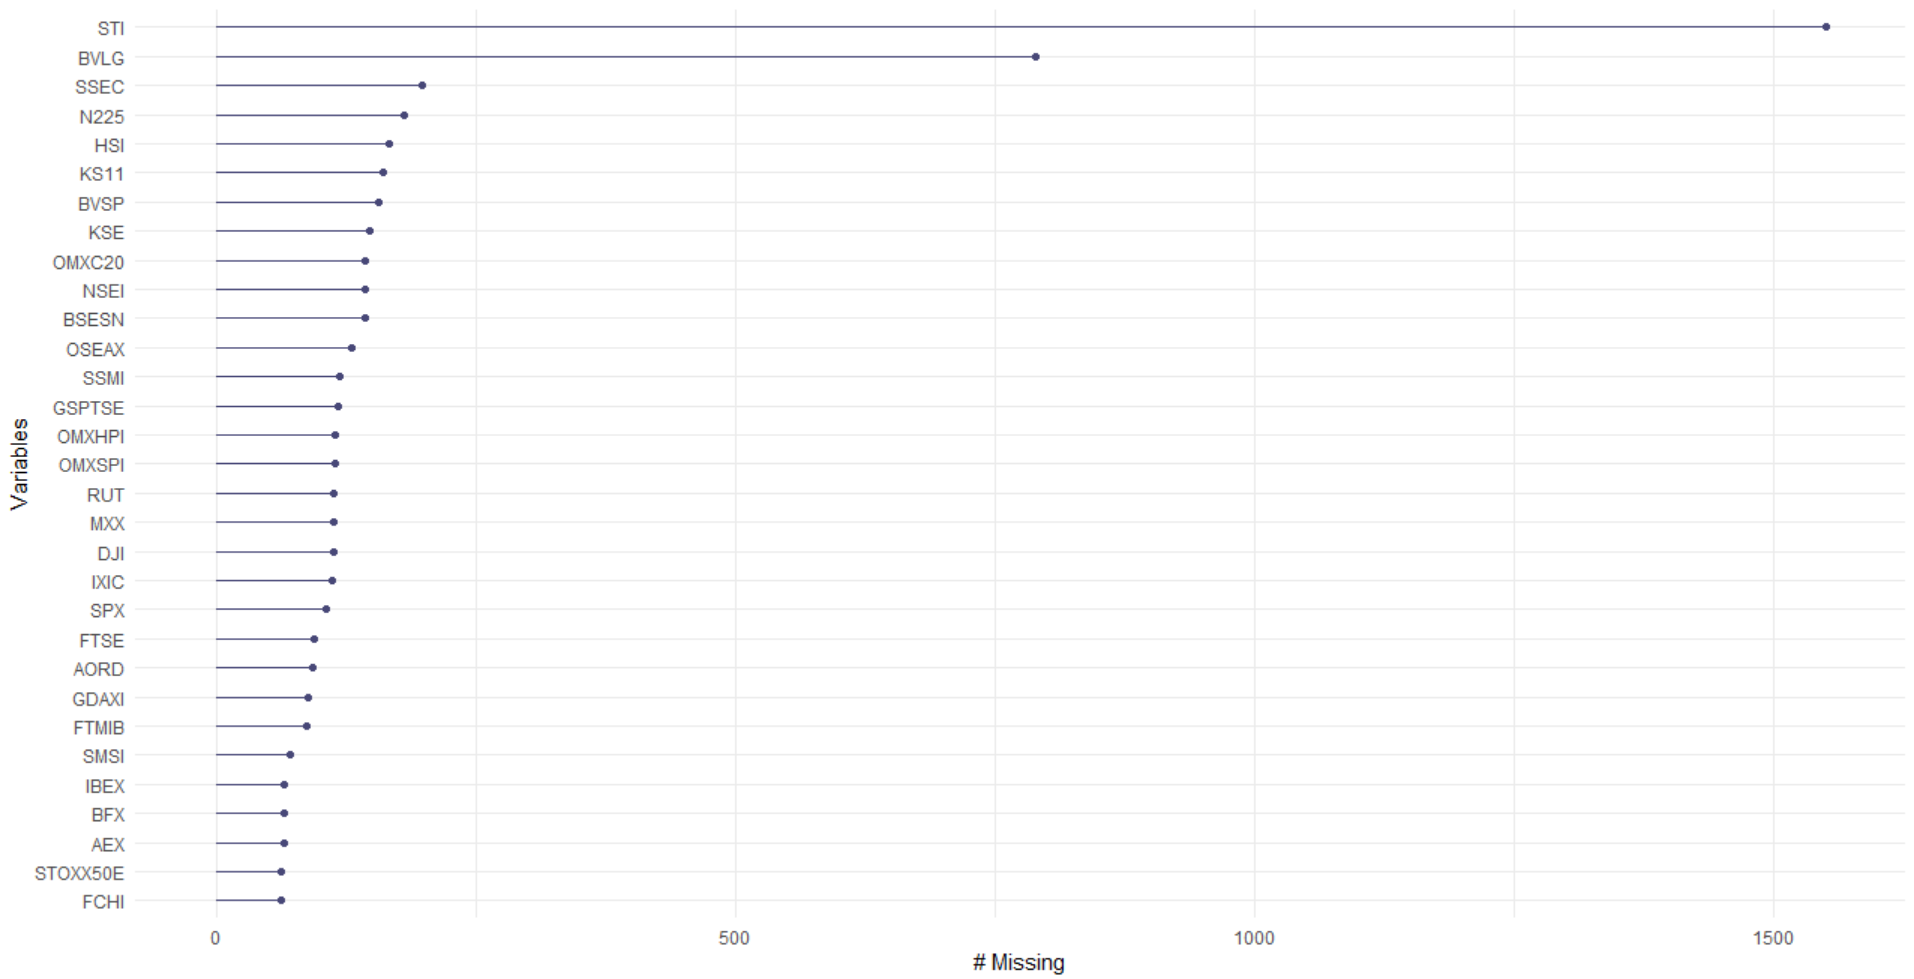 STI
BVLG
SSEC
N225
HSI
KS11
BVSP
KSE
OMXC20
NSEI
BSESN
OSEAX
SSMI
GSPTSE
OMXHPI
OMXSPI
RUT
MXX
DJI
IXIC
SPX
FTSE
AORD
GDAXI
FTMIB
SMSI
IBEX
BFX
AEX
STOXX50E
FCHI
Variables
0 500 1000 1500
# Missing